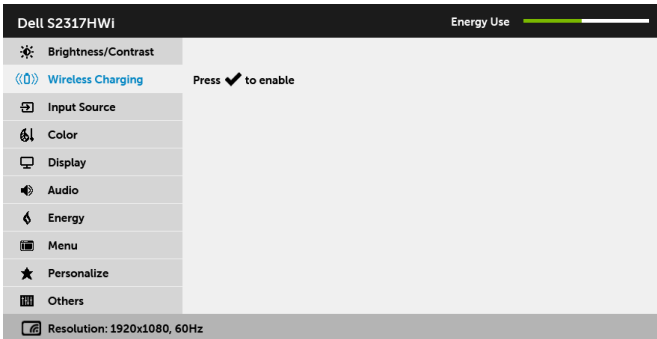 Dell S2317HWi
Energy Use
Brightness/Contrast
Wireless Charging
Press ✔ to enable
Input Source
Color
Display
Audio
Energy
Menu
Personalize
Others
Resolution: 1920x1080, 60Hz